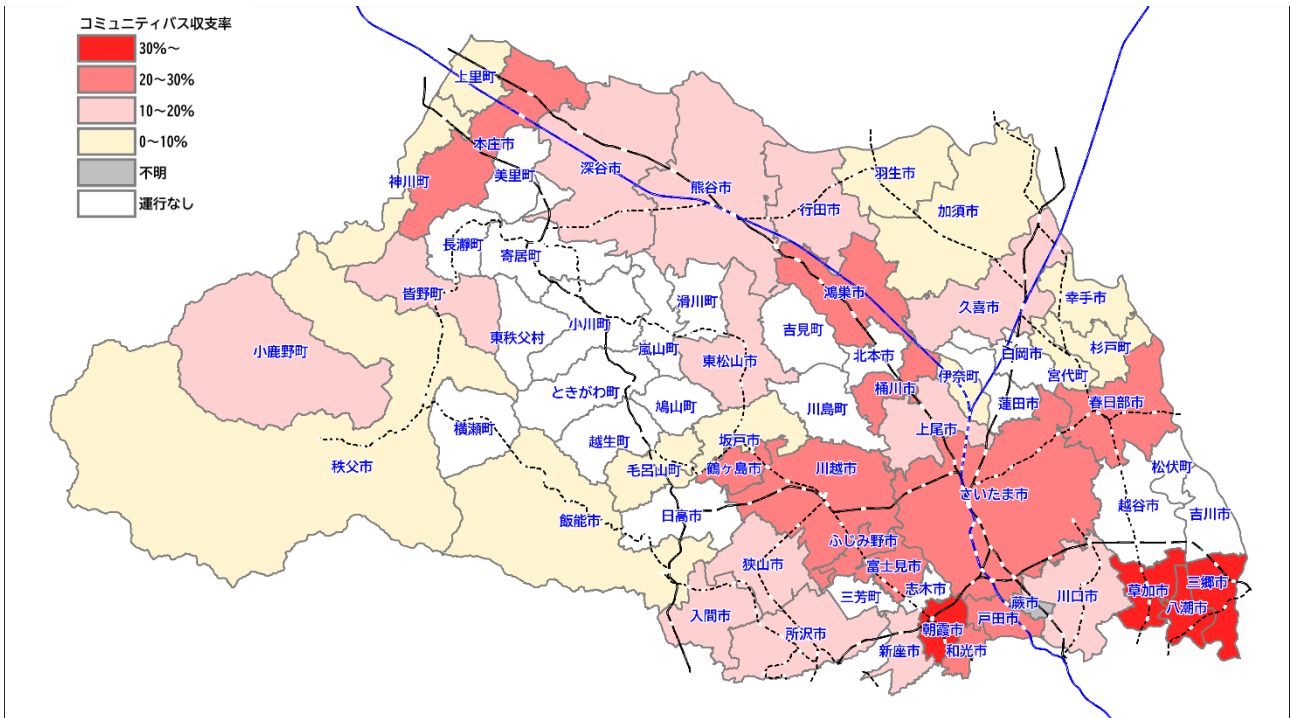 コミュニティバス収支率
30%～
20～30%
10～20%
0～10%
不明
運行なし
上里町
本庄市
神川町
美里町
深谷市
熊谷市
行田市
羽生市
加須市
長瀞町
寄居町
皆野町
小鹿野町
東秩父村
小川町
滑川町
嵐山町
東松山市
吉見町
鴻巣市
北本市
久喜市
幸手市
杉戸町
白岡市
宮代町
伊奈町
桶川市
蓮田市
春日部市
ときがわ町
鳩山町
川島町
上尾市
横瀬町
越生町
秩父市
毛呂山町
坂戸市
鶴ヶ島市
川越市
さいたま市
松伏町
越谷市
吉川市
飯能市
日高市
ふじみ野市
狭山市
富士見市
三芳町
志木市
入間市
所沢市
新座市
朝霞市
和光市
戸田市
蕨市
川口市
草加市
八潮市
三郷市